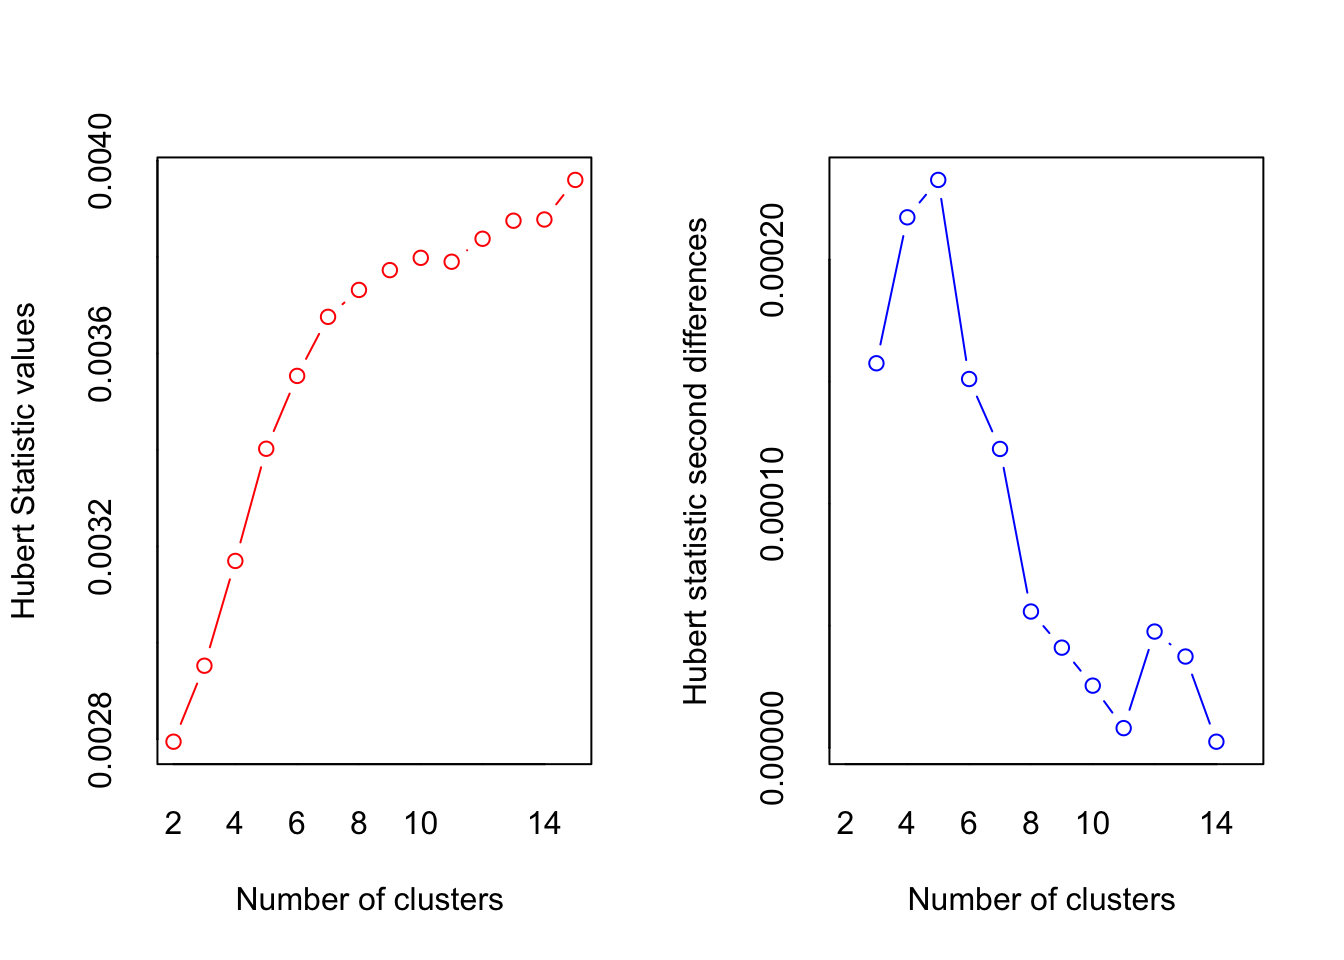 Hubert Statistic values
0.0040
0.0036
0.0032
0.0028
2 4 6 8 10 14
Number of clusters
Hubert statistic second differences
0.00020
0.00010
0.00000
2 4 6 8 10 14
Number of clusters